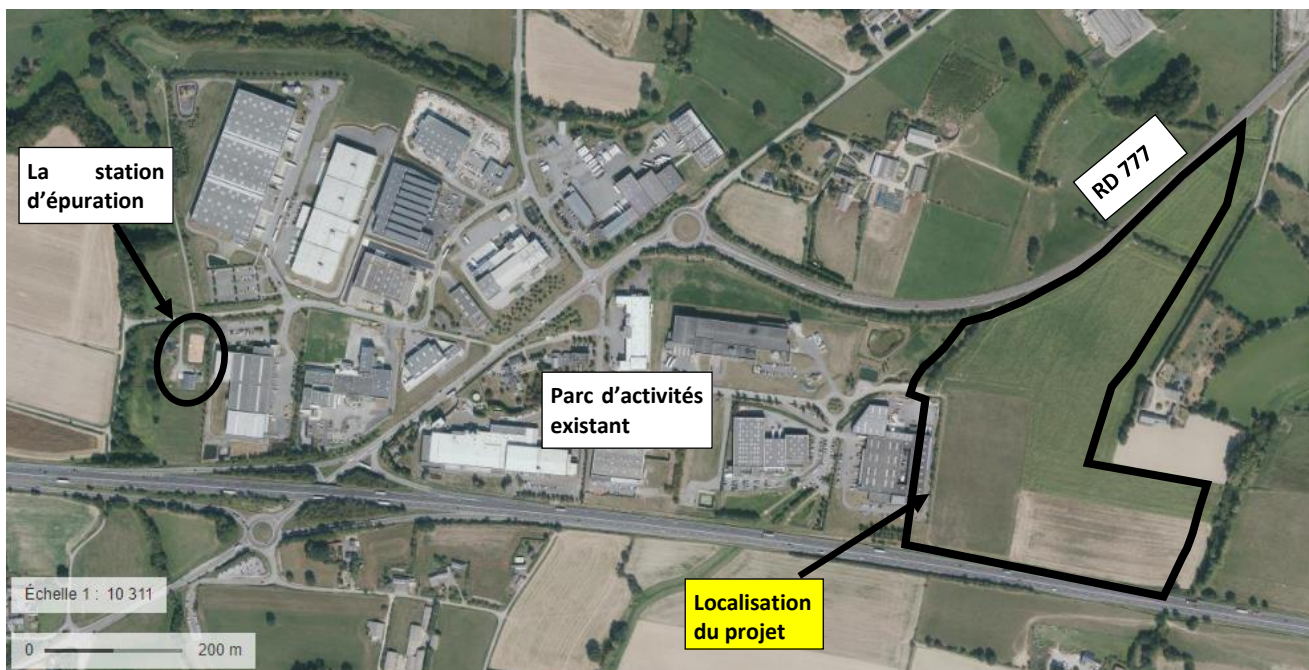 La station
d'épuration
RD 777
Parc d'activités
existant
Localisation
du projet
Échelle 1 : 10 311
0 200 m